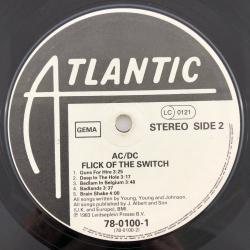 ATLANTIC
LC 0121
GEMA
STEREO SIDE 2
AC/DC
FLICK OF THE SWITCH
1. Guns For Hire 3:25
2. Deep In The Hole 3:17
3. Bedlam In Belgium 3:48
4. Badlands 3:37
5. Brain Shake 4:00
All songs written by Young, Young and Johnson.
All songs published by J. Albert and Son
(U.K. and Europe), BMI.
℗ 1983 Leidseplein Presse B.V.
78-0100-1
(78-0100-2)